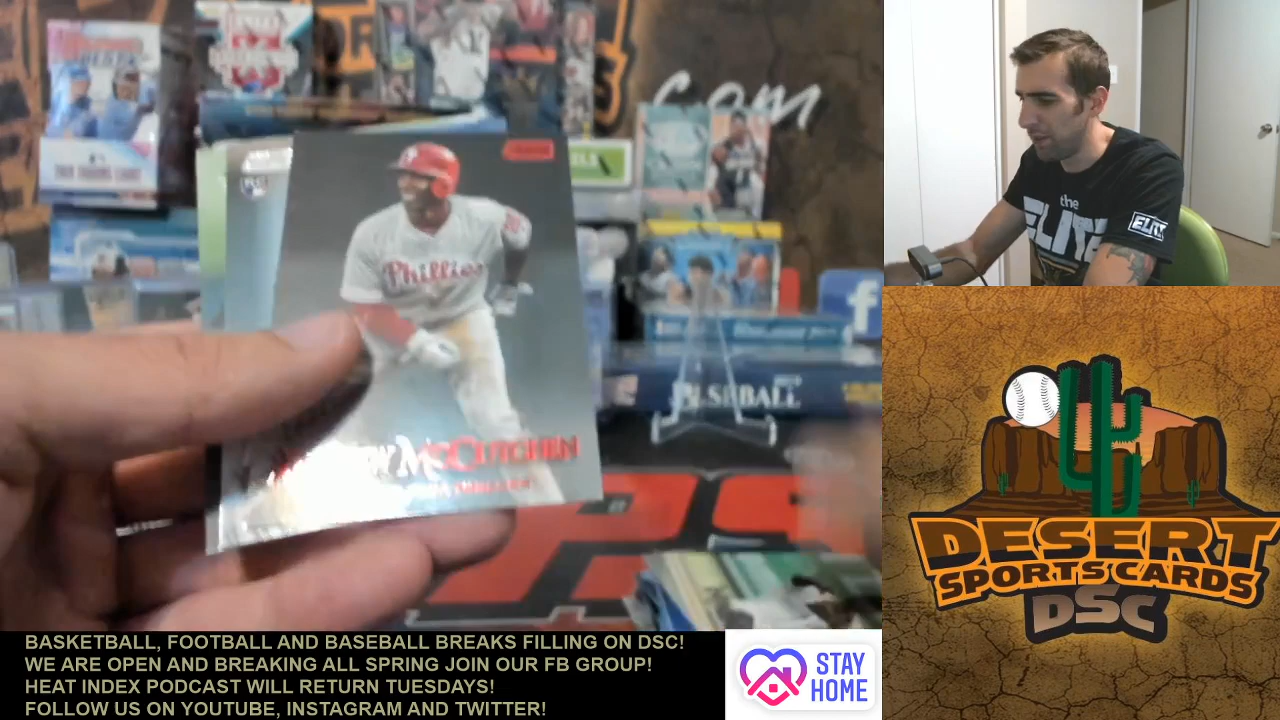 com
Phillies
McCUTCHEN
BASEBALL
f
the
ELITE
ELITE
DESERT
SPORTS CARDS
DSC
BASKETBALL, FOOTBALL AND BASEBALL BREAKS FILLING ON DSC!
WE ARE OPEN AND BREAKING ALL SPRING JOIN OUR FB GROUP!
HEAT INDEX PODCAST WILL RETURN TUESDAYS!
FOLLOW US ON YOUTUBE, INSTAGRAM AND TWITTER!
STAY
HOME